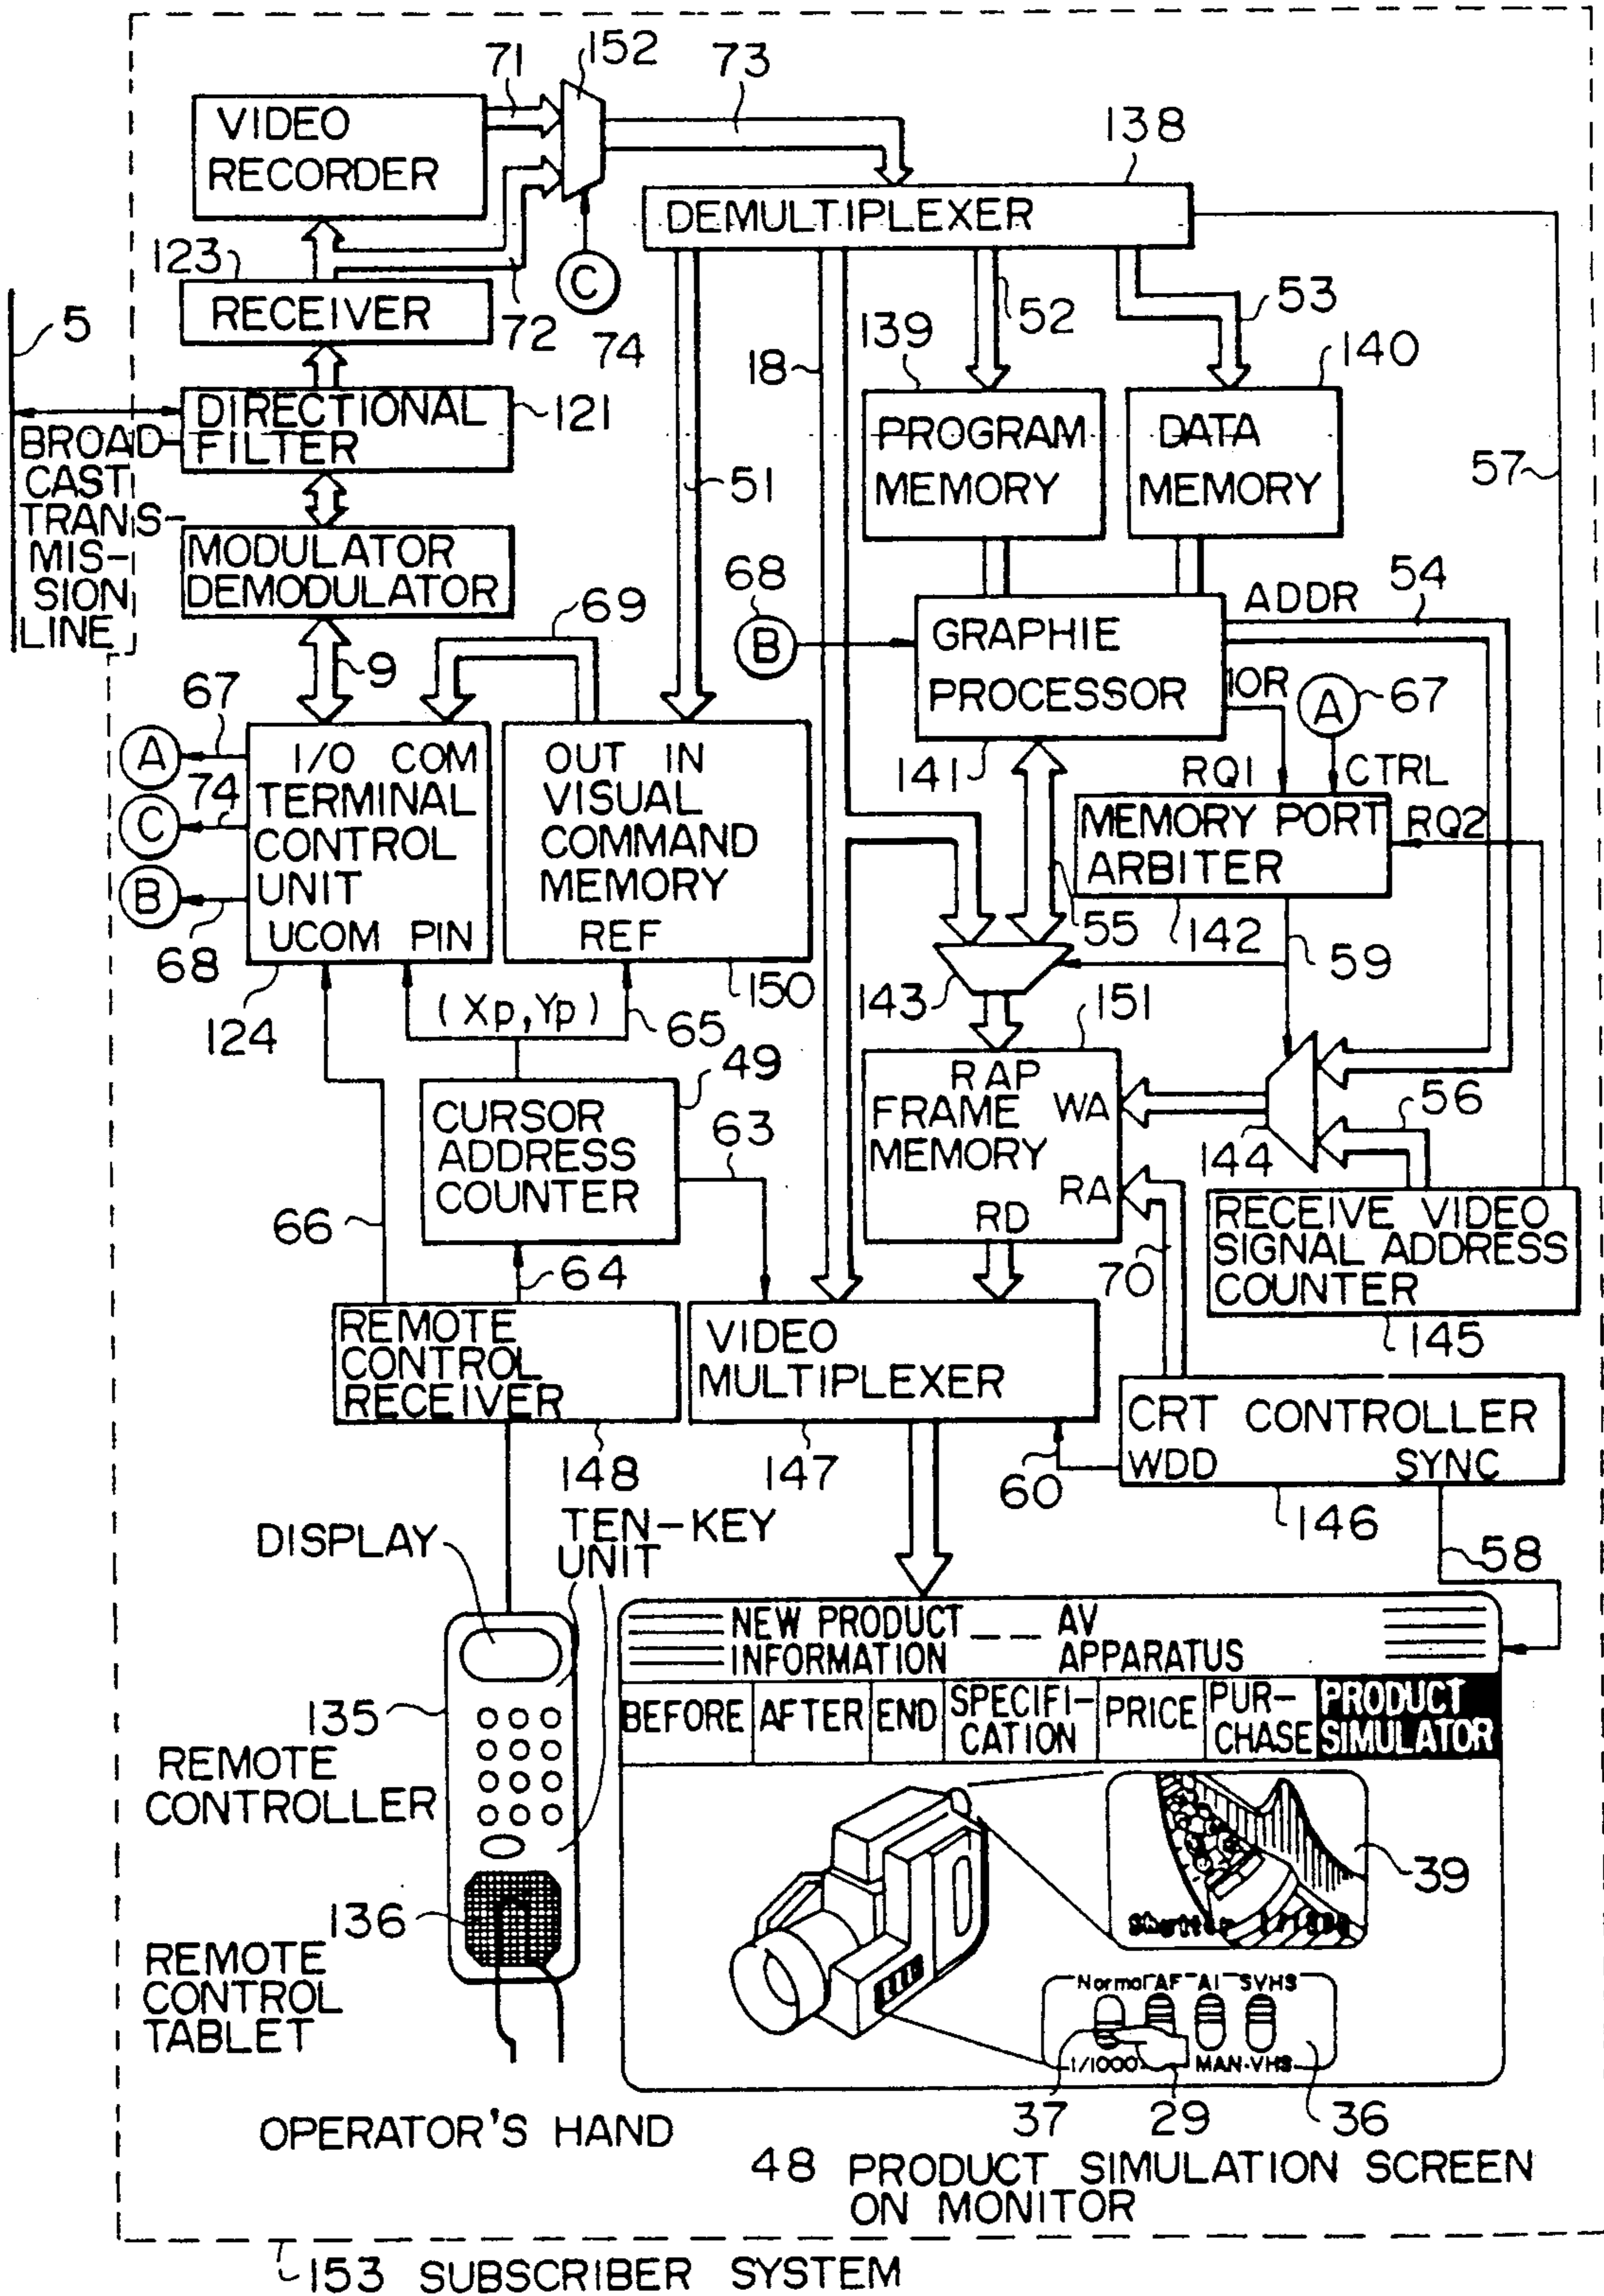 71
152
73
VIDEO
RECORDER
138
DEMULTIPLEXER
123
C
5
RECEIVER
72
74
18
139
52
53
140
DIRECTIONAL
FILTER
121
BROAD-
CAST
TRANS-
MIS-
SION
LINE
PROGRAM
MEMORY
DATA
MEMORY
57
51
MODULATOR
DEMODULATOR
69
68
B
ADDR
54
GRAPHIE
PROCESSOR
9
67
IOR
A
67
A
74
C
B
68
I/O COM
TERMINAL
CONTROL
UNIT
UCOM PIN
OUT IN
VISUAL
COMMAND
MEMORY
REF
141
RQ1
CTRL
MEMORY PORT
ARBITER
RQ2
55
142
59
124
(Xp,Yp)
65
150
143
151
49
RAP
FRAME
MEMORY
WA
RA
RD
56
144
CURSOR
ADDRESS
COUNTER
63
66
64
70
RECEIVE VIDEO
SIGNAL ADDRESS
COUNTER
145
REMOTE
CONTROL
RECEIVER
VIDEO
MULTIPLEXER
CRT CONTROLLER
WDD SYNC
148
147
60
146
58
DISPLAY
TEN-KEY
UNIT
NEW PRODUCT__AV
INFORMATION APPARATUS
BEFORE
AFTER
END
SPECIFI-
CATION
PRICE
PUR-
CHASE
PRODUCT
SIMULATOR
135
REMOTE
CONTROLLER
39
Shutter 1/1000
136
REMOTE
CONTROL
TABLET
Normal AF AI SVHS
1/1000 MAN-VHS
37
29
36
OPERATOR'S HAND
48 PRODUCT SIMULATION SCREEN
ON MONITOR
153 SUBSCRIBER SYSTEM